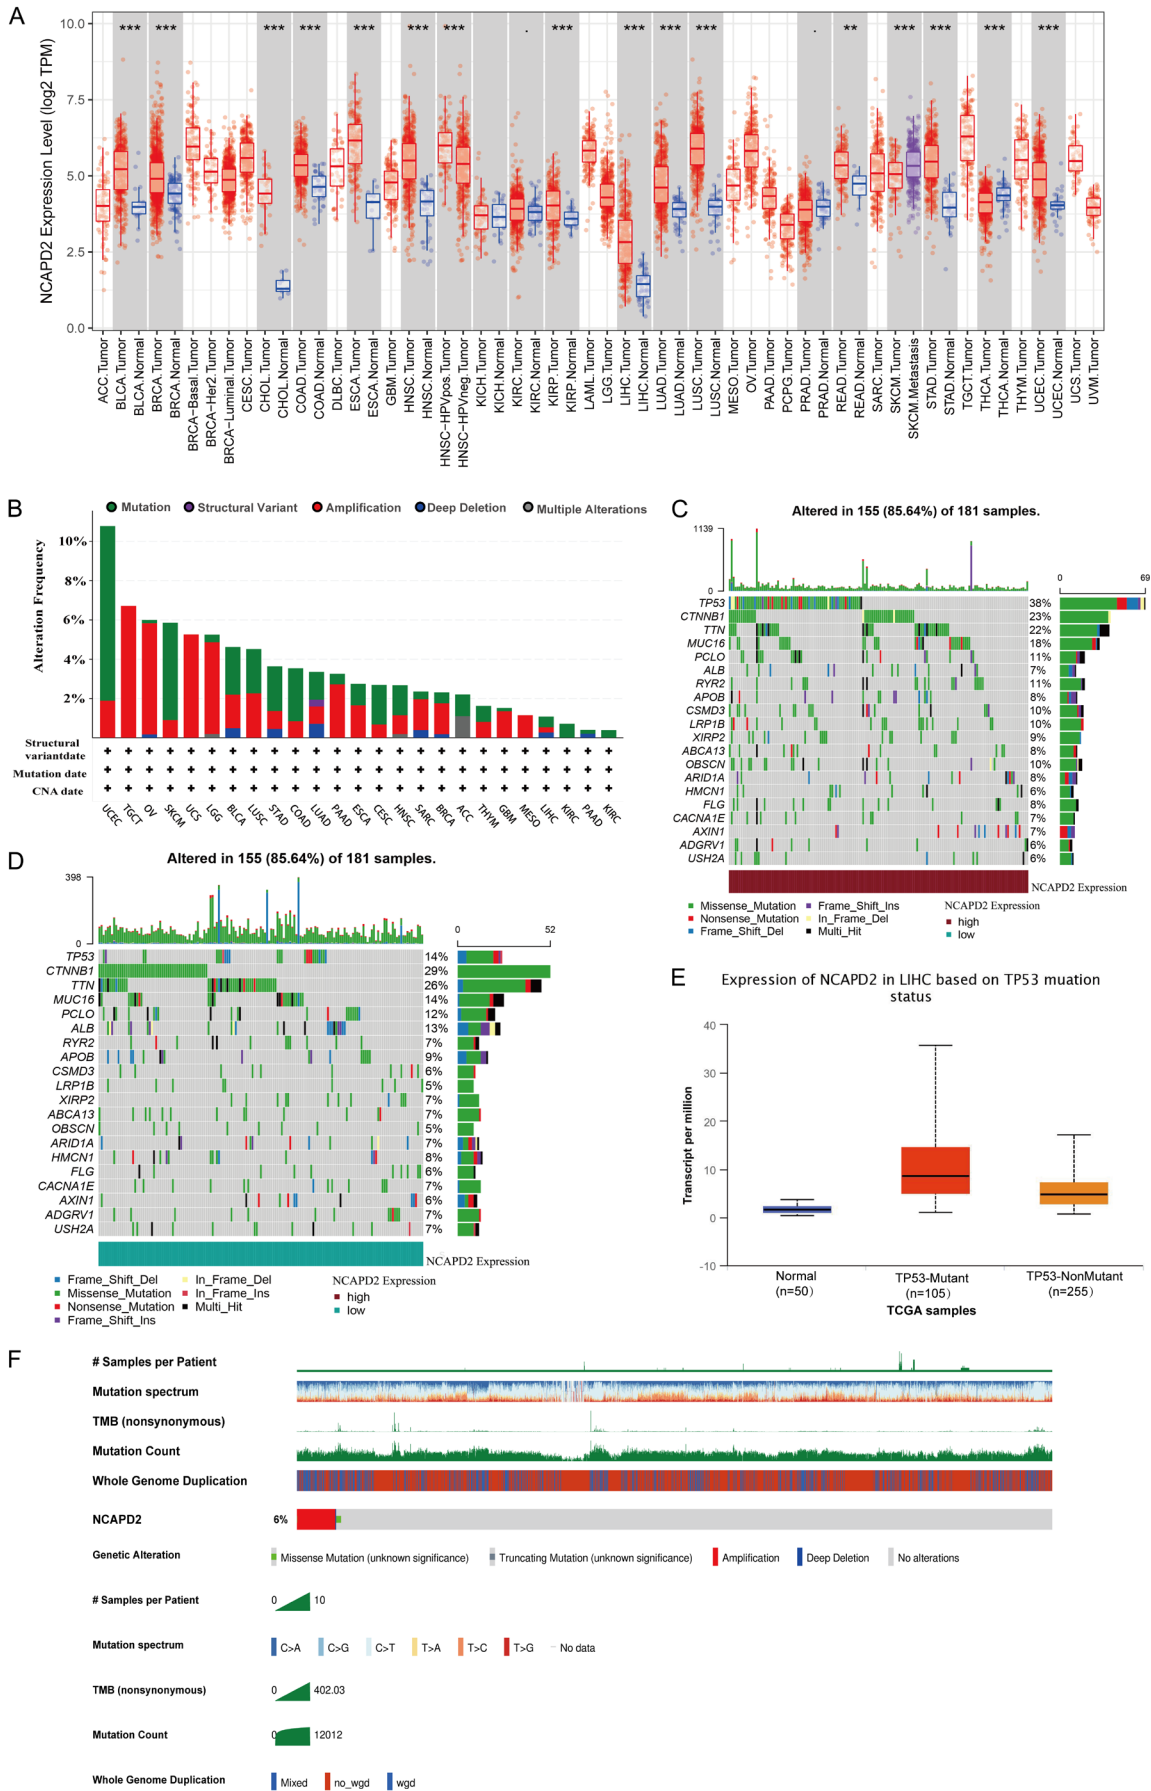 A
NCAPD2 Expression Level (log2 TPM)
10.0
7.5
5.0
2.5
0.0
*** *** *** *** *** *** *** . *** *** *** *** . ** *** *** *** ***
ACC.Tumor
BLCA.Tumor
BLCA.Normal
BRCA.Tumor
BRCA.Normal
BRCA-Basal.Tumor
BRCA-Her2.Tumor
BRCA-Luminal.Tumor
CESC.Tumor
CHOL.Tumor
CHOL.Normal
COAD.Tumor
COAD.Normal
DLBC.Tumor
ESCA.Tumor
ESCA.Normal
GBM.Tumor
HNSC.Tumor
HNSC.Normal
HNSC-HPVpos.Tumor
HNSC-HPVneg.Tumor
KICH.Tumor
KICH.Normal
KIRC.Tumor
KIRC.Normal
KIRP.Tumor
KIRP.Normal
LAML.Tumor
LGG.Tumor
LIHC.Tumor
LIHC.Normal
LUAD.Tumor
LUAD.Normal
LUSC.Tumor
LUSC.Normal
MESO.Tumor
OV.Tumor
PAAD.Tumor
PCPG.Tumor
PRAD.Tumor
PRAD.Normal
READ.Tumor
READ.Normal
SARC.Tumor
SKCM.Tumor
SKCM.Metastasis
STAD.Tumor
STAD.Normal
TGCT.Tumor
THCA.Tumor
THCA.Normal
THYM.Tumor
UCEC.Tumor
UCEC.Normal
UCS.Tumor
UVM.Tumor
B
Mutation Structural Variant Amplification Deep Deletion Multiple Alterations
Alteration Frequency
10%
8%
6%
4%
2%
Structural
variantdate + + + + + + + + + + + + + + + + + + + + + + + + +
Mutation date + + + + + + + + + + + + + + + + + + + + + + + + +
CNA date + + + + + + + + + + + + + + + + + + + + + + + + +
UCEC TGCT OV SKCM UCS LGG BLCA LUSC STAD COAD LUAD PAAD ESCA CESC HNSC SARC BRCA ACC THYM GBM MESO LIHC KIRC PAAD KIRC
C
Altered in 155 (85.64%) of 181 samples.
1139
0
0 69
TP53 38%
CTNNB1 23%
TTN 22%
MUC16 18%
PCLO 11%
ALB 7%
RYR2 11%
APOB 8%
CSMD3 10%
LRP1B 10%
XIRP2 9%
ABCA13 8%
OBSCN 10%
ARID1A 8%
HMCN1 6%
FLG 8%
CACNA1E 7%
AXIN1 7%
ADGRV1 6%
USH2A 6%
NCAPD2 Expression
Missense_Mutation Frame_Shift_Ins NCAPD2 Expression
Nonsense_Mutation In_Frame_Del high
Frame_Shift_Del Multi_Hit low
D
Altered in 155 (85.64%) of 181 samples.
398
0
0 52
TP53 14%
CTNNB1 29%
TTN 26%
MUC16 14%
PCLO 12%
ALB 13%
RYR2 7%
APOB 9%
CSMD3 6%
LRP1B 5%
XIRP2 7%
ABCA13 7%
OBSCN 5%
ARID1A 7%
HMCN1 8%
FLG 6%
CACNA1E 7%
AXIN1 6%
ADGRV1 7%
USH2A 7%
NCAPD2 Expression
Frame_Shift_Del In_Frame_Del NCAPD2 Expression
Missense_Mutation In_Frame_Ins high
Nonsense_Mutation Multi_Hit low
Frame_Shift_Ins
E
Expression of NCAPD2 in LIHC based on TP53 muation
status
Transcript per million
40
30
20
10
0
-10
Normal TP53-Mutant TP53-NonMutant
(n=50) (n=105) (n=255)
TCGA samples
F
# Samples per Patient
Mutation spectrum
TMB (nonsynonymous)
Mutation Count
Whole Genome Duplication
NCAPD2 6%
Genetic Alteration Missense Mutation (unknown significance) Truncating Mutation (unknown significance) Amplification Deep Deletion No alterations
# Samples per Patient 0 10
Mutation spectrum C>A C>G C>T T>A T>C T>G No data
TMB (nonsynonymous) 0 402.03
Mutation Count 0 12012
Whole Genome Duplication Mixed no_wgd wgd